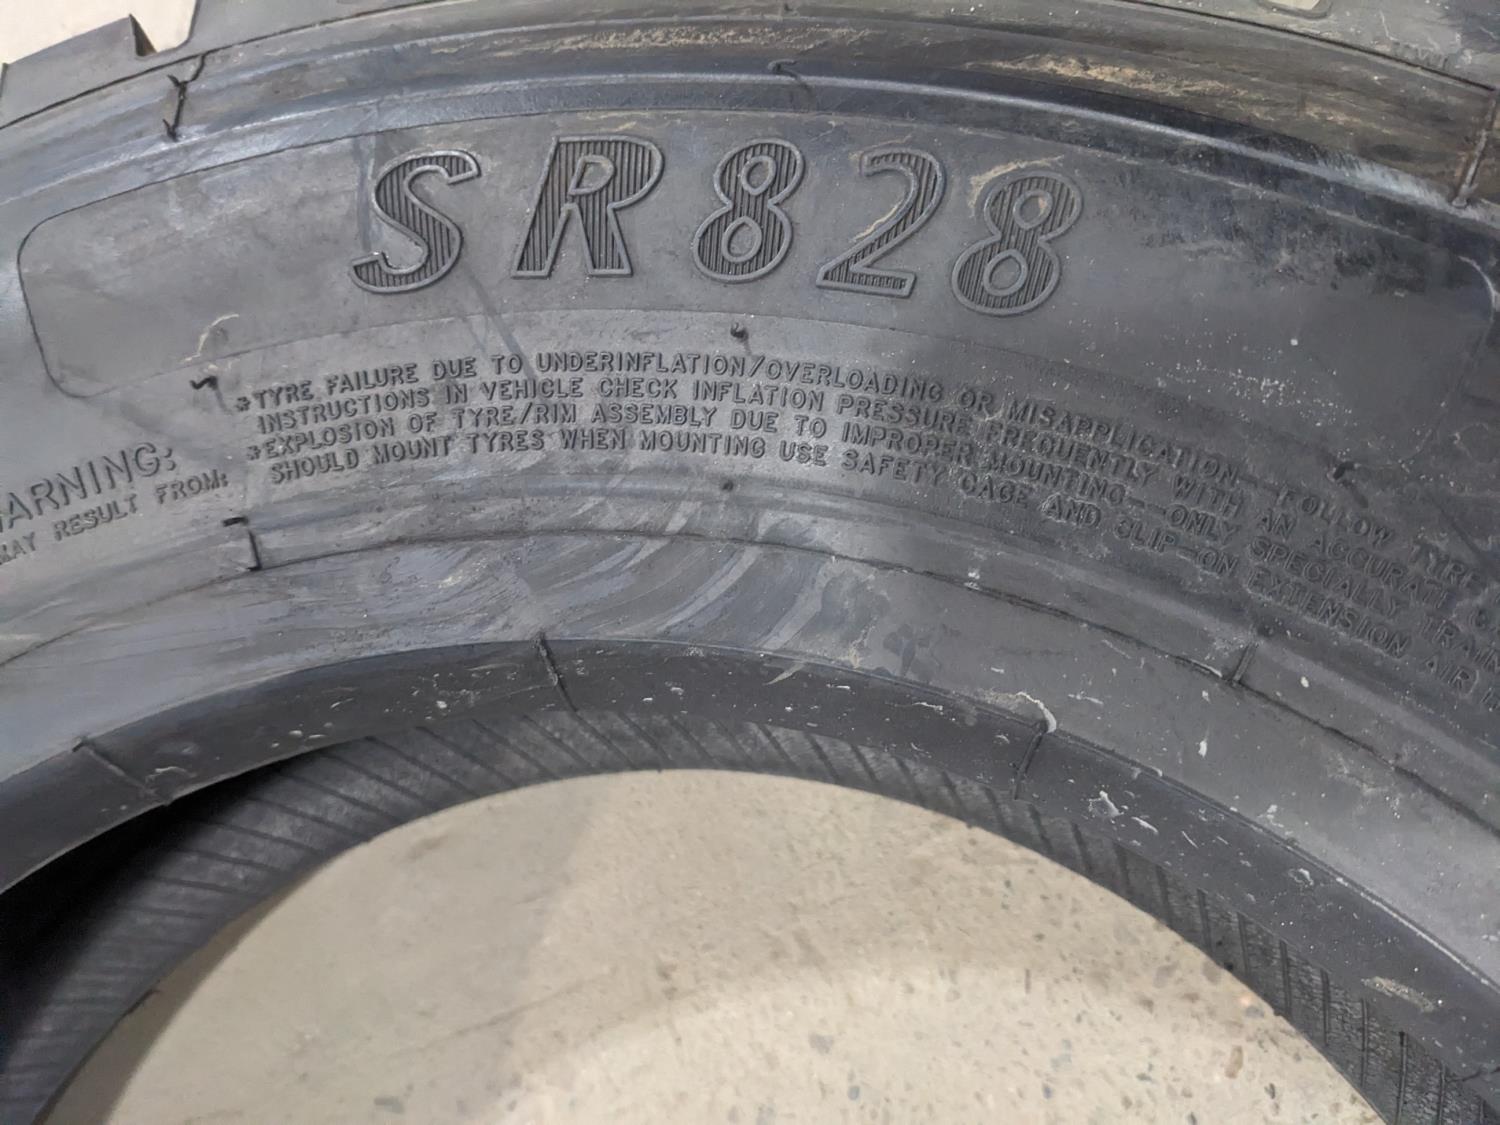 SR828
WARNING:
MAY RESULT FROM:
*TYRE FAILURE DUE TO UNDERINFLATION/OVERLOADING OR MISAPPLICATION— FOLLOW TYRE
INSTRUCTIONS IN VEHICLE CHECK INFLATION PRESSURE FREQUENTLY WITH AN ACCURATE
*EXPLOSION OF TYRE/RIM ASSEMBLY DUE TO IMPROPER MOUNTING—ONLY SPECIALLY TRAIN
SHOULD MOUNT TYRES WHEN MOUNTING USE SAFETY CAGE AND SLIP-ON EXTENSION AIR